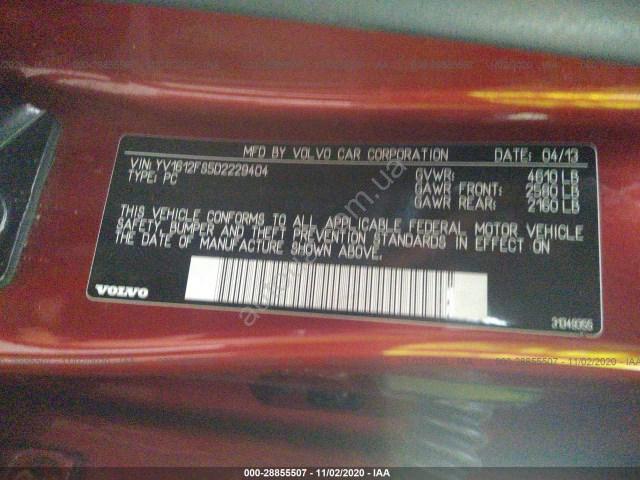 MFD BY VOLVO CAR CORPORATION DATE: 04/13
VIN: YV1612FS5D2229404 GVWR: 4610 LB
TYPE: PC GAWR FRONT: 2560 LB
GAWR REAR: 2160 LB
THIS VEHICLE CONFORMS TO ALL APPLICABLE FEDERAL MOTOR VEHICLE
SAFETY, BUMPER AND THEFT PREVENTION STANDARDS IN EFFECT ON
THE DATE OF MANUFACTURE SHOWN ABOVE.
VOLVO 31349355
000-28855507 - 11/02/2020 - IAA